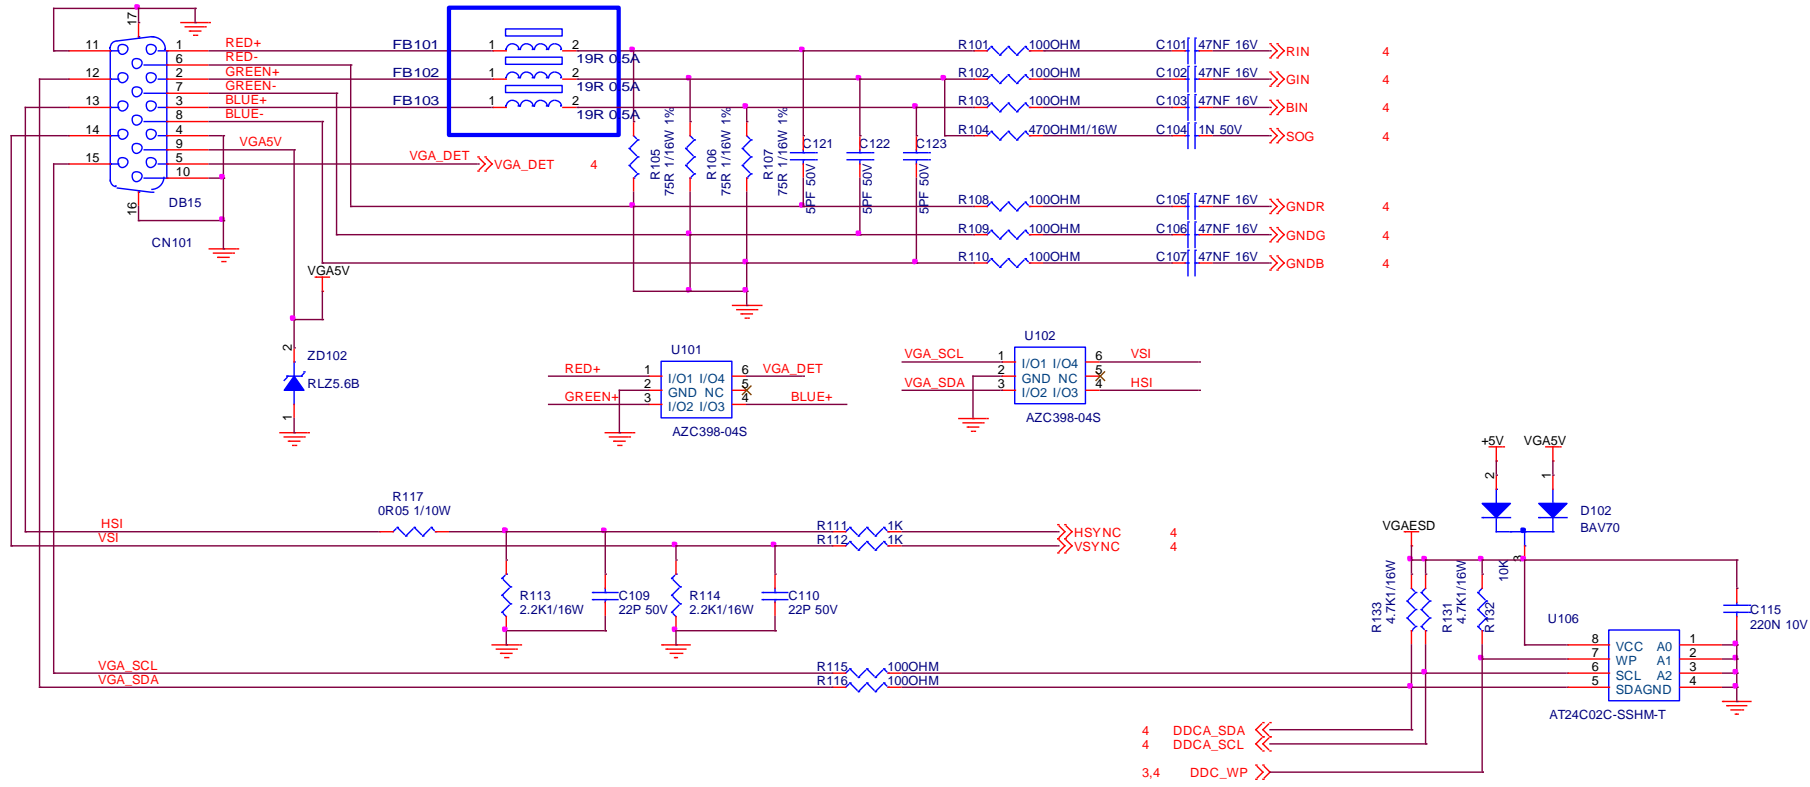 17
11 1 RED+ FB101 1 2 R101 100OHM C101 47NF 16V RIN 4
6 RED- 19R 0.5A
12 2 GREEN+ FB102 1 2 R102 100OHM C102 47NF 16V GIN 4
7 GREEN- 19R 0.5A
13 3 BLUE+ FB103 1 2 R103 100OHM C103 47NF 16V BIN 4
8 BLUE- 19R 0.5A
14 4 R104 470OHM1/16W C104 1N 50V SOG 4
9 VGA5V
15 5 VGA_DET VGA_DET 4
10
R105 75R 1/16W 1%
R106 75R 1/16W 1%
R107 75R 1/16W 1%
C121 5PF 50V
C122 5PF 50V
C123 5PF 50V
16
DB15
CN101
R108 100OHM C105 47NF 16V GNDR 4
R109 100OHM C106 47NF 16V GNDG 4
R110 100OHM C107 47NF 16V GNDB 4
VGA5V
2
ZD102
RLZ5.6B
1
U101
RED+ 1 I/O1 I/O4 6 VGA_DET
2 GND NC 5
GREEN+ 3 I/O2 I/O3 4 BLUE+
AZC398-04S
U102
VGA_SCL 1 I/O1 I/O4 6 VSI
2 GND NC 5
VGA_SDA 3 I/O2 I/O3 4 HSI
AZC398-04S
+5V VGA5V
2 1
D102
BAV70
3
VGAESD
R117
0R05 1/10W
HSI R111 1K HSYNC 4
VSI R112 1K VSYNC 4
R113
2.2K1/16W
C109
22P 50V
R114
2.2K1/16W
C110
22P 50V
R133 4.7K1/16W
R131 4.7K1/16W
R132 10K
C115
220N 10V
U106
8 VCC A0 1
7 WP A1 2
6 SCL A2 3
5 SDA GND 4
AT24C02C-SSHM-T
VGA_SCL R115 100OHM
VGA_SDA R116 100OHM
4 DDCA_SDA
4 DDCA_SCL
3,4 DDC_WP